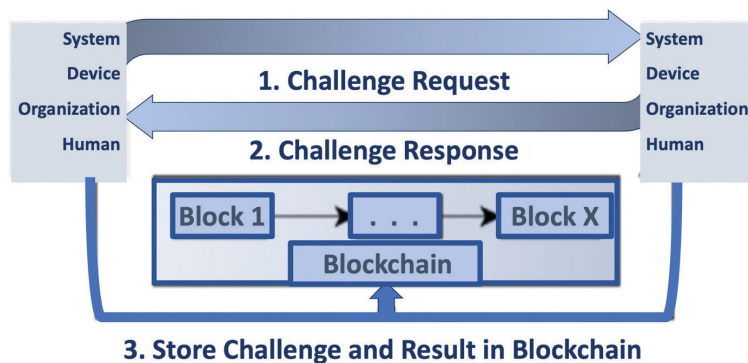 System
Device
Organization
Human
1. Challenge Request
2. Challenge Response
System
Device
Organization
Human
Block 1
. . .
Block X
Blockchain
3. Store Challenge and Result in Blockchain